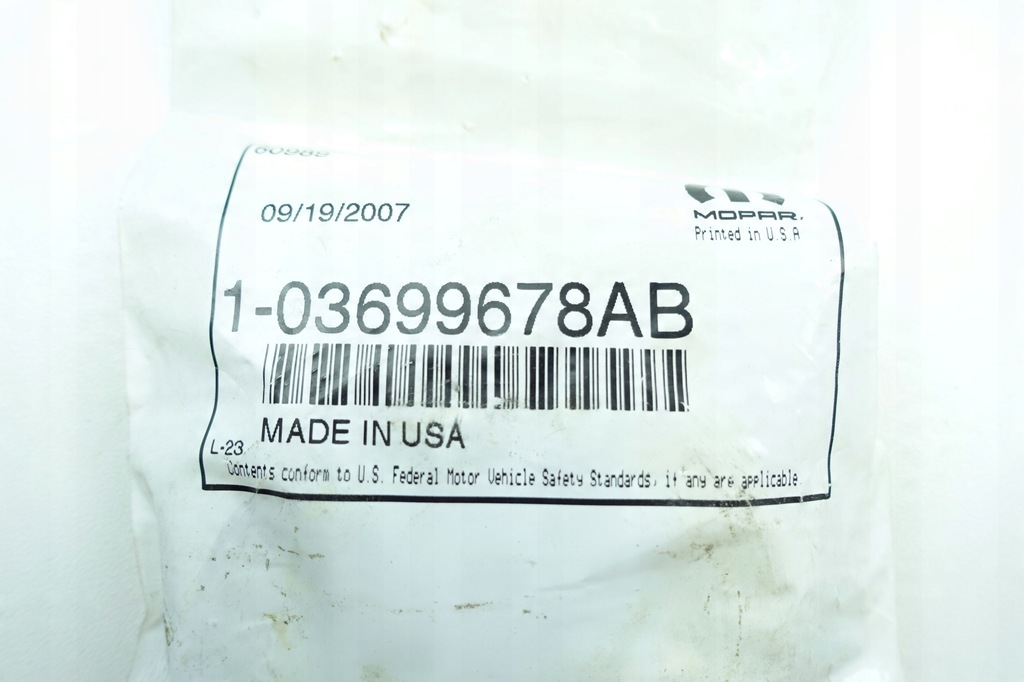 60985
09/19/2007
MOPAR.
Printed in U.S.A
1-03699678AB
MADE IN USA
L-23
Contents conform to U.S. Federal Motor Vehicle Safety Standards, if any are applicable